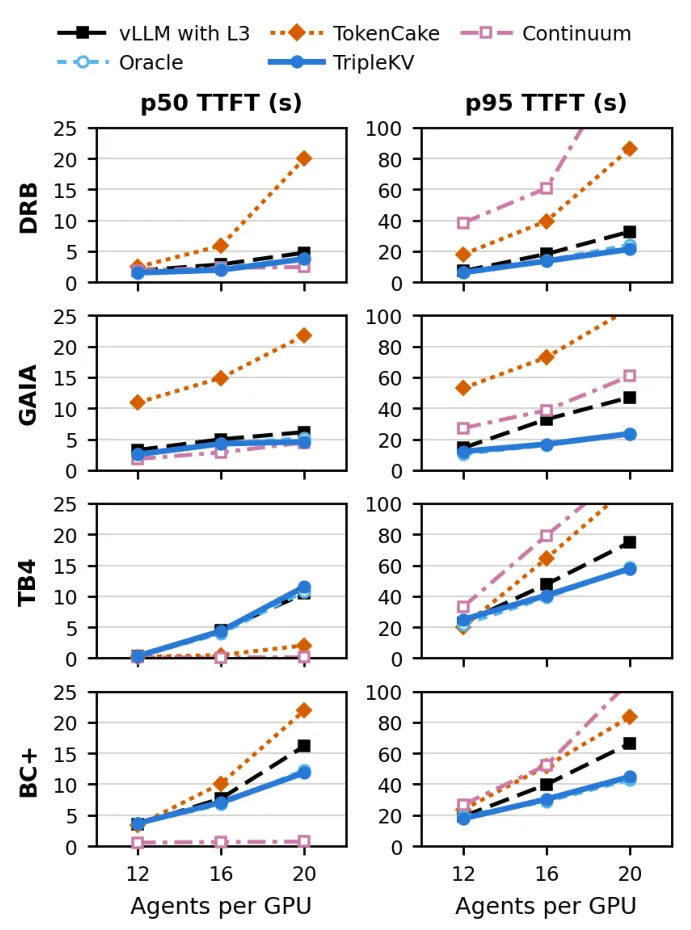 vLLM with L3 TokenCake Continuum
Oracle TripleKV
p50 TTFT (s) p95 TTFT (s)
DRB
25 100
20 80
15 60
10 40
5 20
0 0
GAIA
25 100
20 80
15 60
10 40
5 20
0 0
TB4
25 100
20 80
15 60
10 40
5 20
0 0
BC+
25 100
20 80
15 60
10 40
5 20
0 0
12 16 20 12 16 20
Agents per GPU Agents per GPU